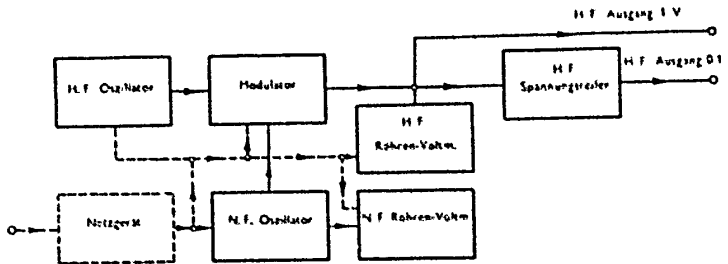 H.F. Ausgang 1 V
H.F. Oszillator
Modulator
H.F.
Spannungsteiler
H.F. Ausgang 0.1
H.F.
Röhren-Voltm.
Netzgerät
N.F. Oszillator
N.F. Röhren-Voltm